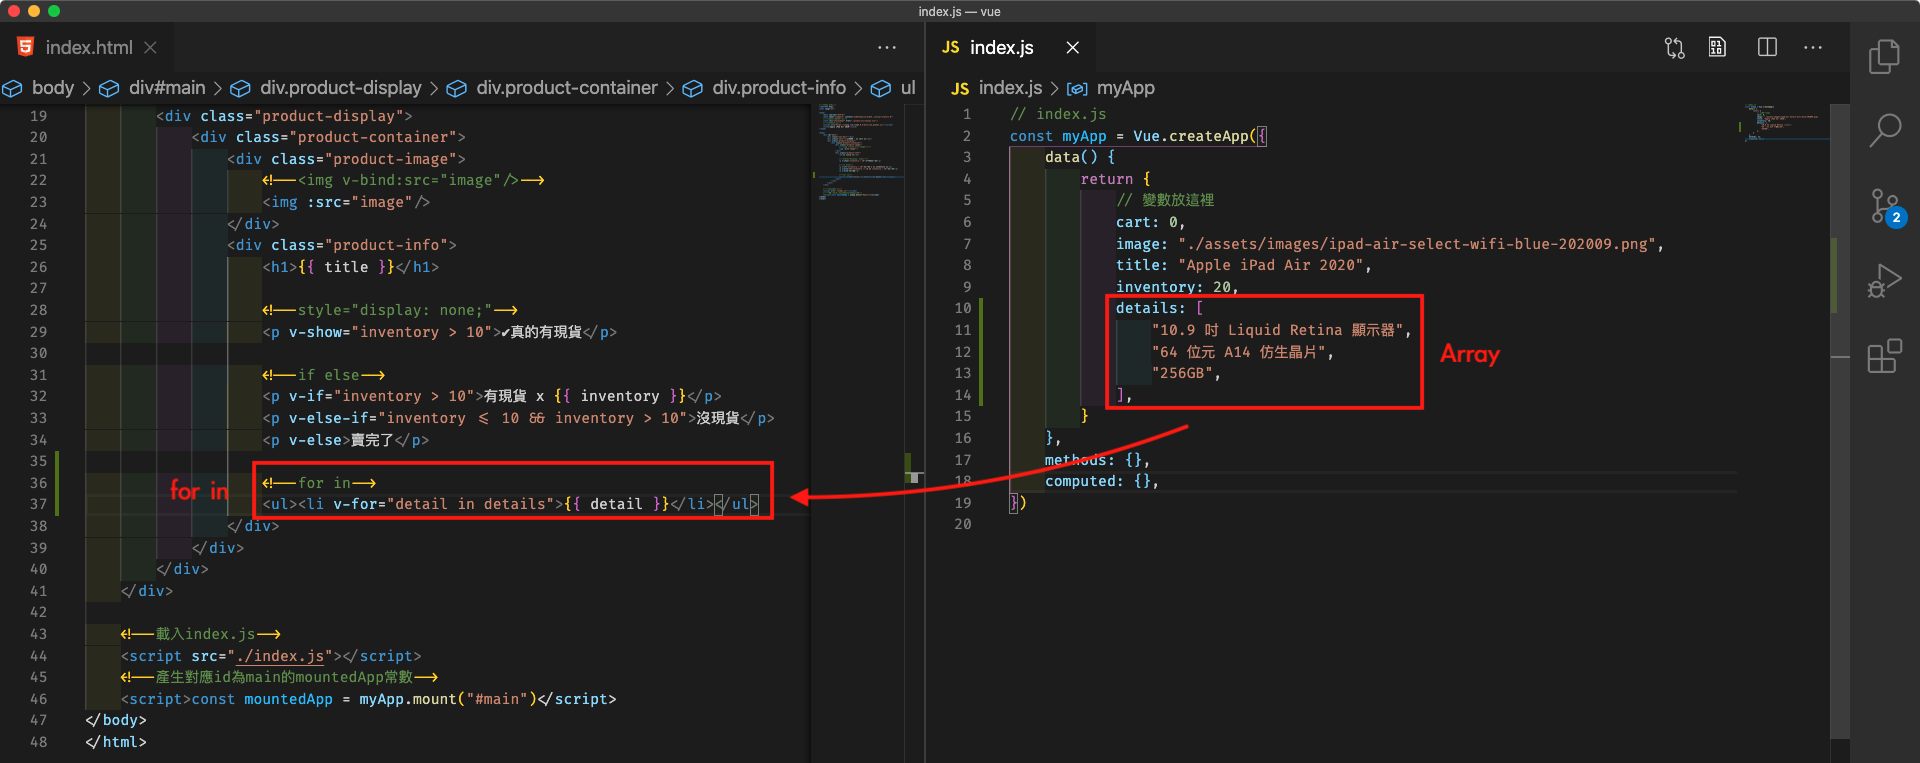 index.js — vue
index.html
body > div#main > div.product-display > div.product-container > div.product-info > ul
19 <div class="product-display">
20 <div class="product-container">
21 <div class="product-image">
22 <!--<img v-bind:src="image"/>-->
23 <img :src="image"/>
24 </div>
25 <div class="product-info">
26 <h1>{{ title }}</h1>
27
28 <!--style="display: none;"-->
29 <p v-show="inventory > 10">✔真的有現貨</p>
30
31 <!--if else-->
32 <p v-if="inventory > 10">有現貨 x {{ inventory }}</p>
33 <p v-else-if="inventory <= 10 && inventory > 10">沒現貨</p>
34 <p v-else>賣完了</p>
35
36 <!--for in-->
37 <ul><li v-for="detail in details">{{ detail }}</li></ul>
38 </div>
39 </div>
40 </div>
41 </div>
42
43 <!--載入index.js-->
44 <script src="./index.js"></script>
45 <!--產生對應id為main的mountedApp常數-->
46 <script>const mountedApp = myApp.mount("#main")</script>
47 </body>
48 </html>
for in
JS index.js
JS index.js > myApp
1 // index.js
2 const myApp = Vue.createApp({
3 data() {
4 return {
5 // 變數放這裡
6 cart: 0,
7 image: "./assets/images/ipad-air-select-wifi-blue-202009.png",
8 title: "Apple iPad Air 2020",
9 inventory: 20,
10 details: [
11 "10.9 吋 Liquid Retina 顯示器",
12 "64 位元 A14 仿生晶片",
13 "256GB",
14 ],
15 }
16 },
17 methods: {},
18 computed: {},
19 })
20
Array
2